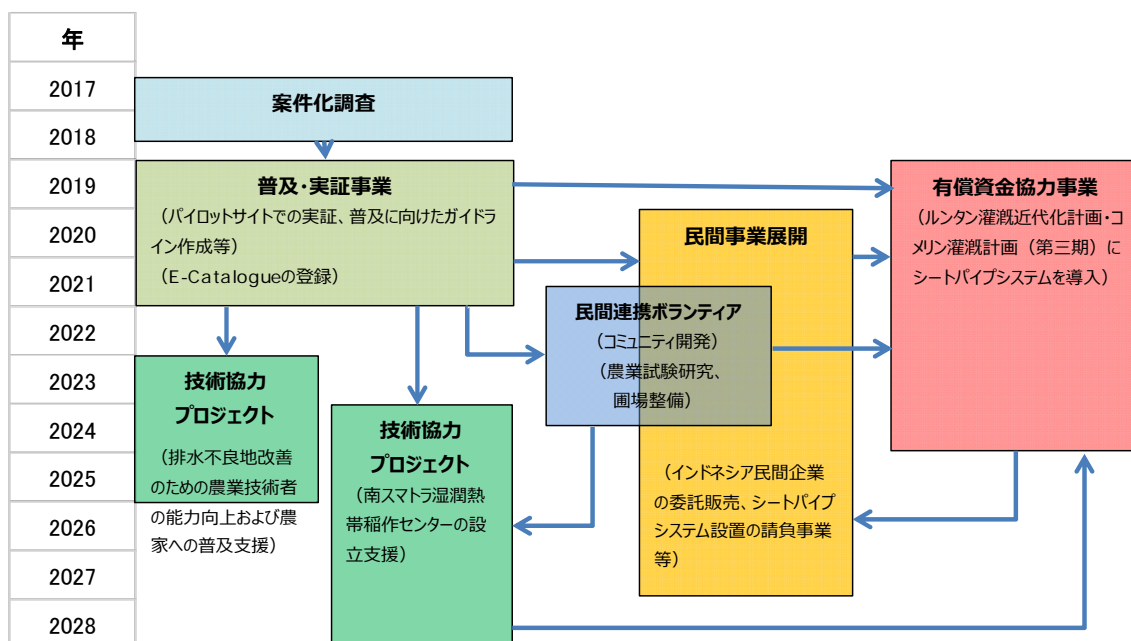 年
2017
2018
2019
2020
2021
2022
2023
2024
2025
2026
2027
2028
案件化調査
普及・実証事業
（パイロットサイトでの実証、普及に向けたガイドラ
イン作成等）
（E-Catalogueの登録）
技術協力
プロジェクト
（排水不良地改善
のための農業技術者
の能力向上および農
家への普及支援）
技術協力
プロジェクト
（南スマトラ湿潤熱
帯稲作センターの設
立支援）
民間連携ボランティア
（コミュニティ開発）
（農業試験研究、
圃場整備）
民間事業展開
（インドネシア民間企業
の委託販売、シートパイプ
システム設置の請負事業
等）
有償資金協力事業
（ルンタン灌漑近代化計画・コ
メリン灌漑計画（第三期）に
シートパイプシステムを導入）